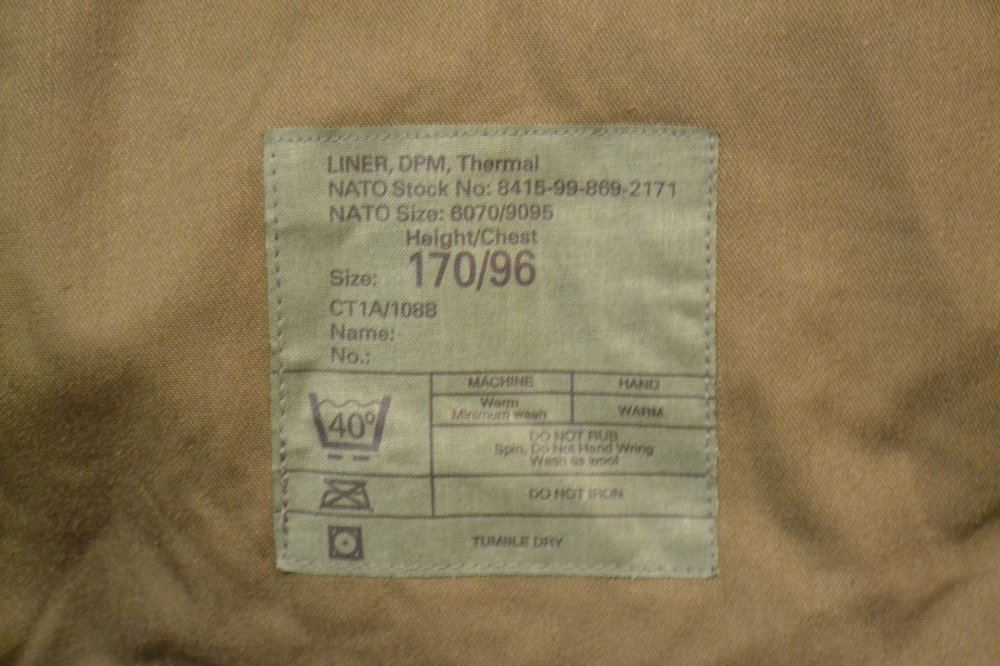 LINER, DPM, Thermal
NATO Stock No: 8415-99-869-2171
NATO Size: 6070/9095
Height/Chest
Size: 170/96
CT1A/1088
Name:
No.:
MACHINE HAND
Warm WARM
Minimum wash
40°
DO NOT RUB
Spin. Do Not Hand Wring
Wash as wool
DO NOT IRON
TUMBLE DRY